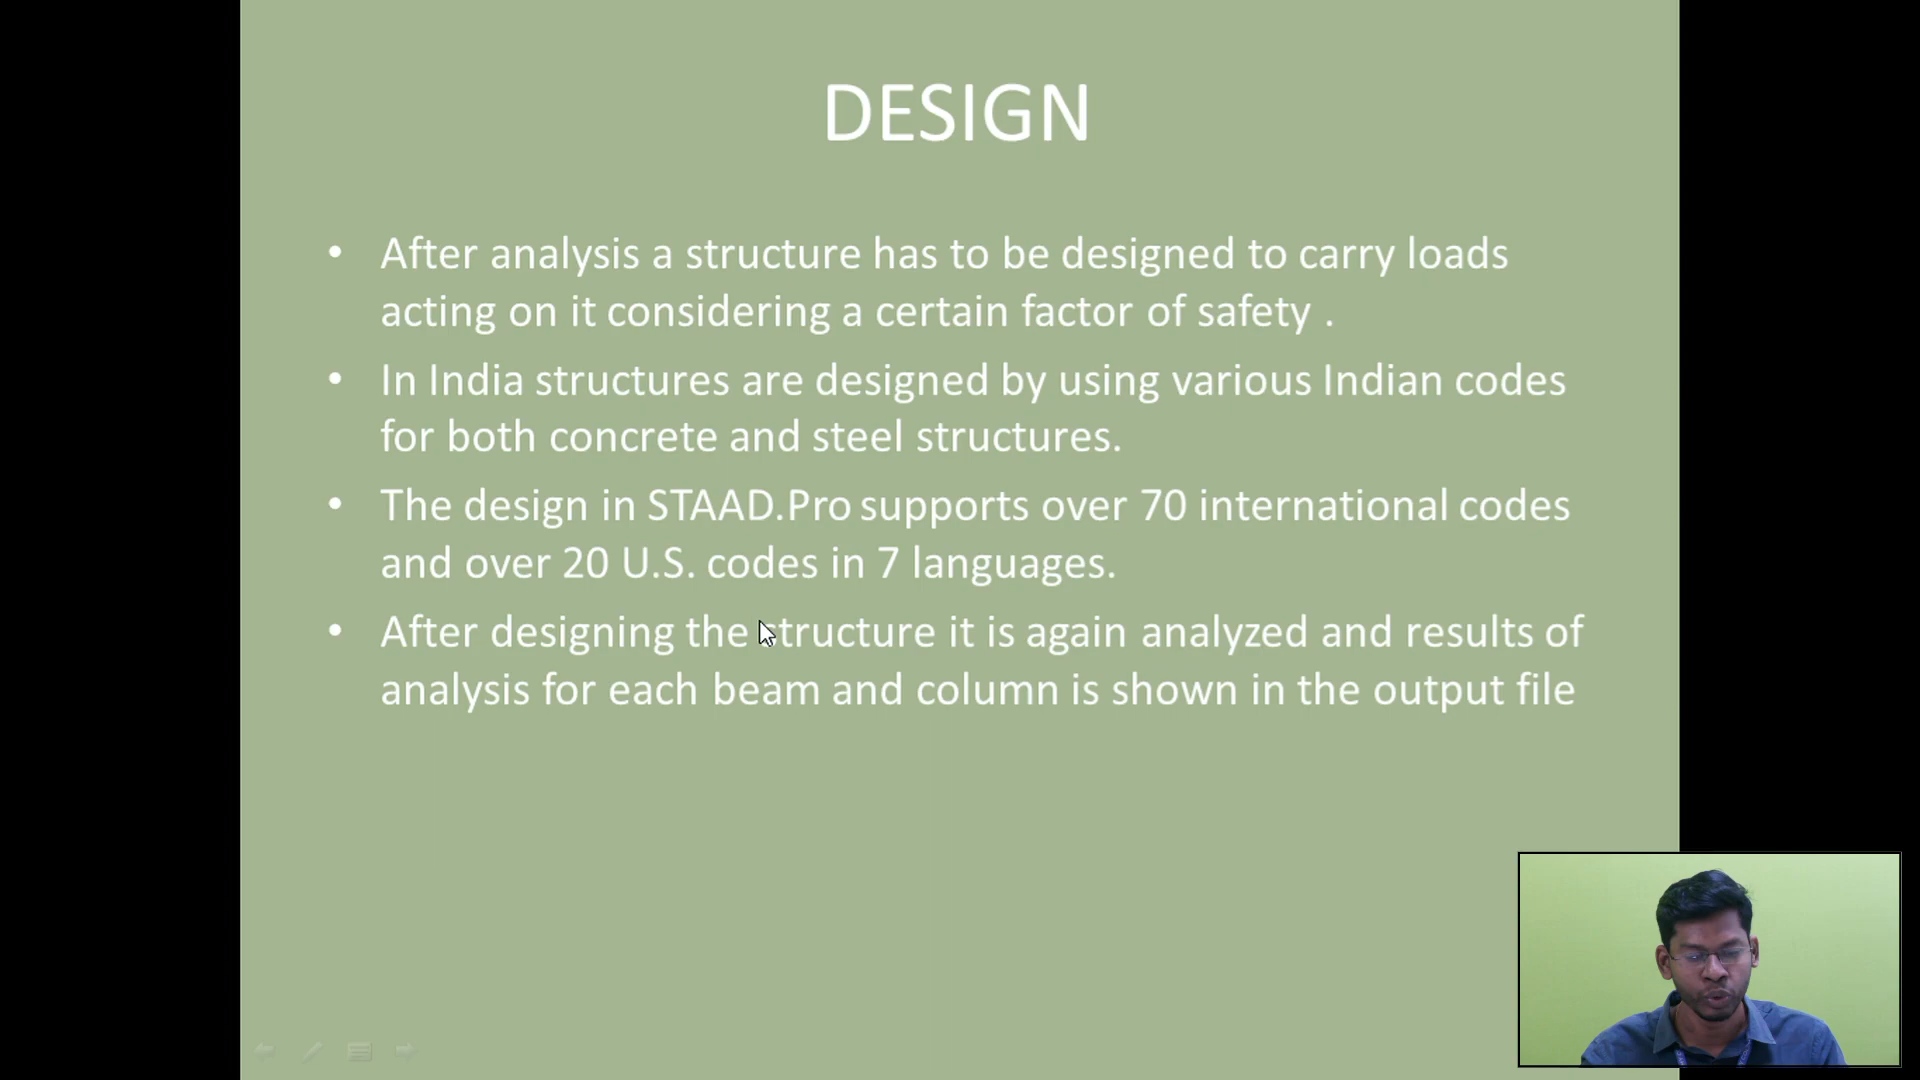 DESIGN
• After analysis a structure has to be designed to carry loads
acting on it considering a certain factor of safety .
• In India structures are designed by using various Indian codes
for both concrete and steel structures.
• The design in STAAD.Pro supports over 70 international codes
and over 20 U.S. codes in 7 languages.
• After designing the structure it is again analyzed and results of
analysis for each beam and column is shown in the output file